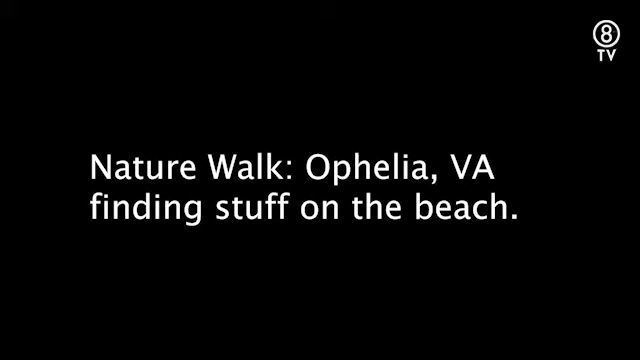 8
TV
Nature Walk: Ophelia, VA
finding stuff on the beach.